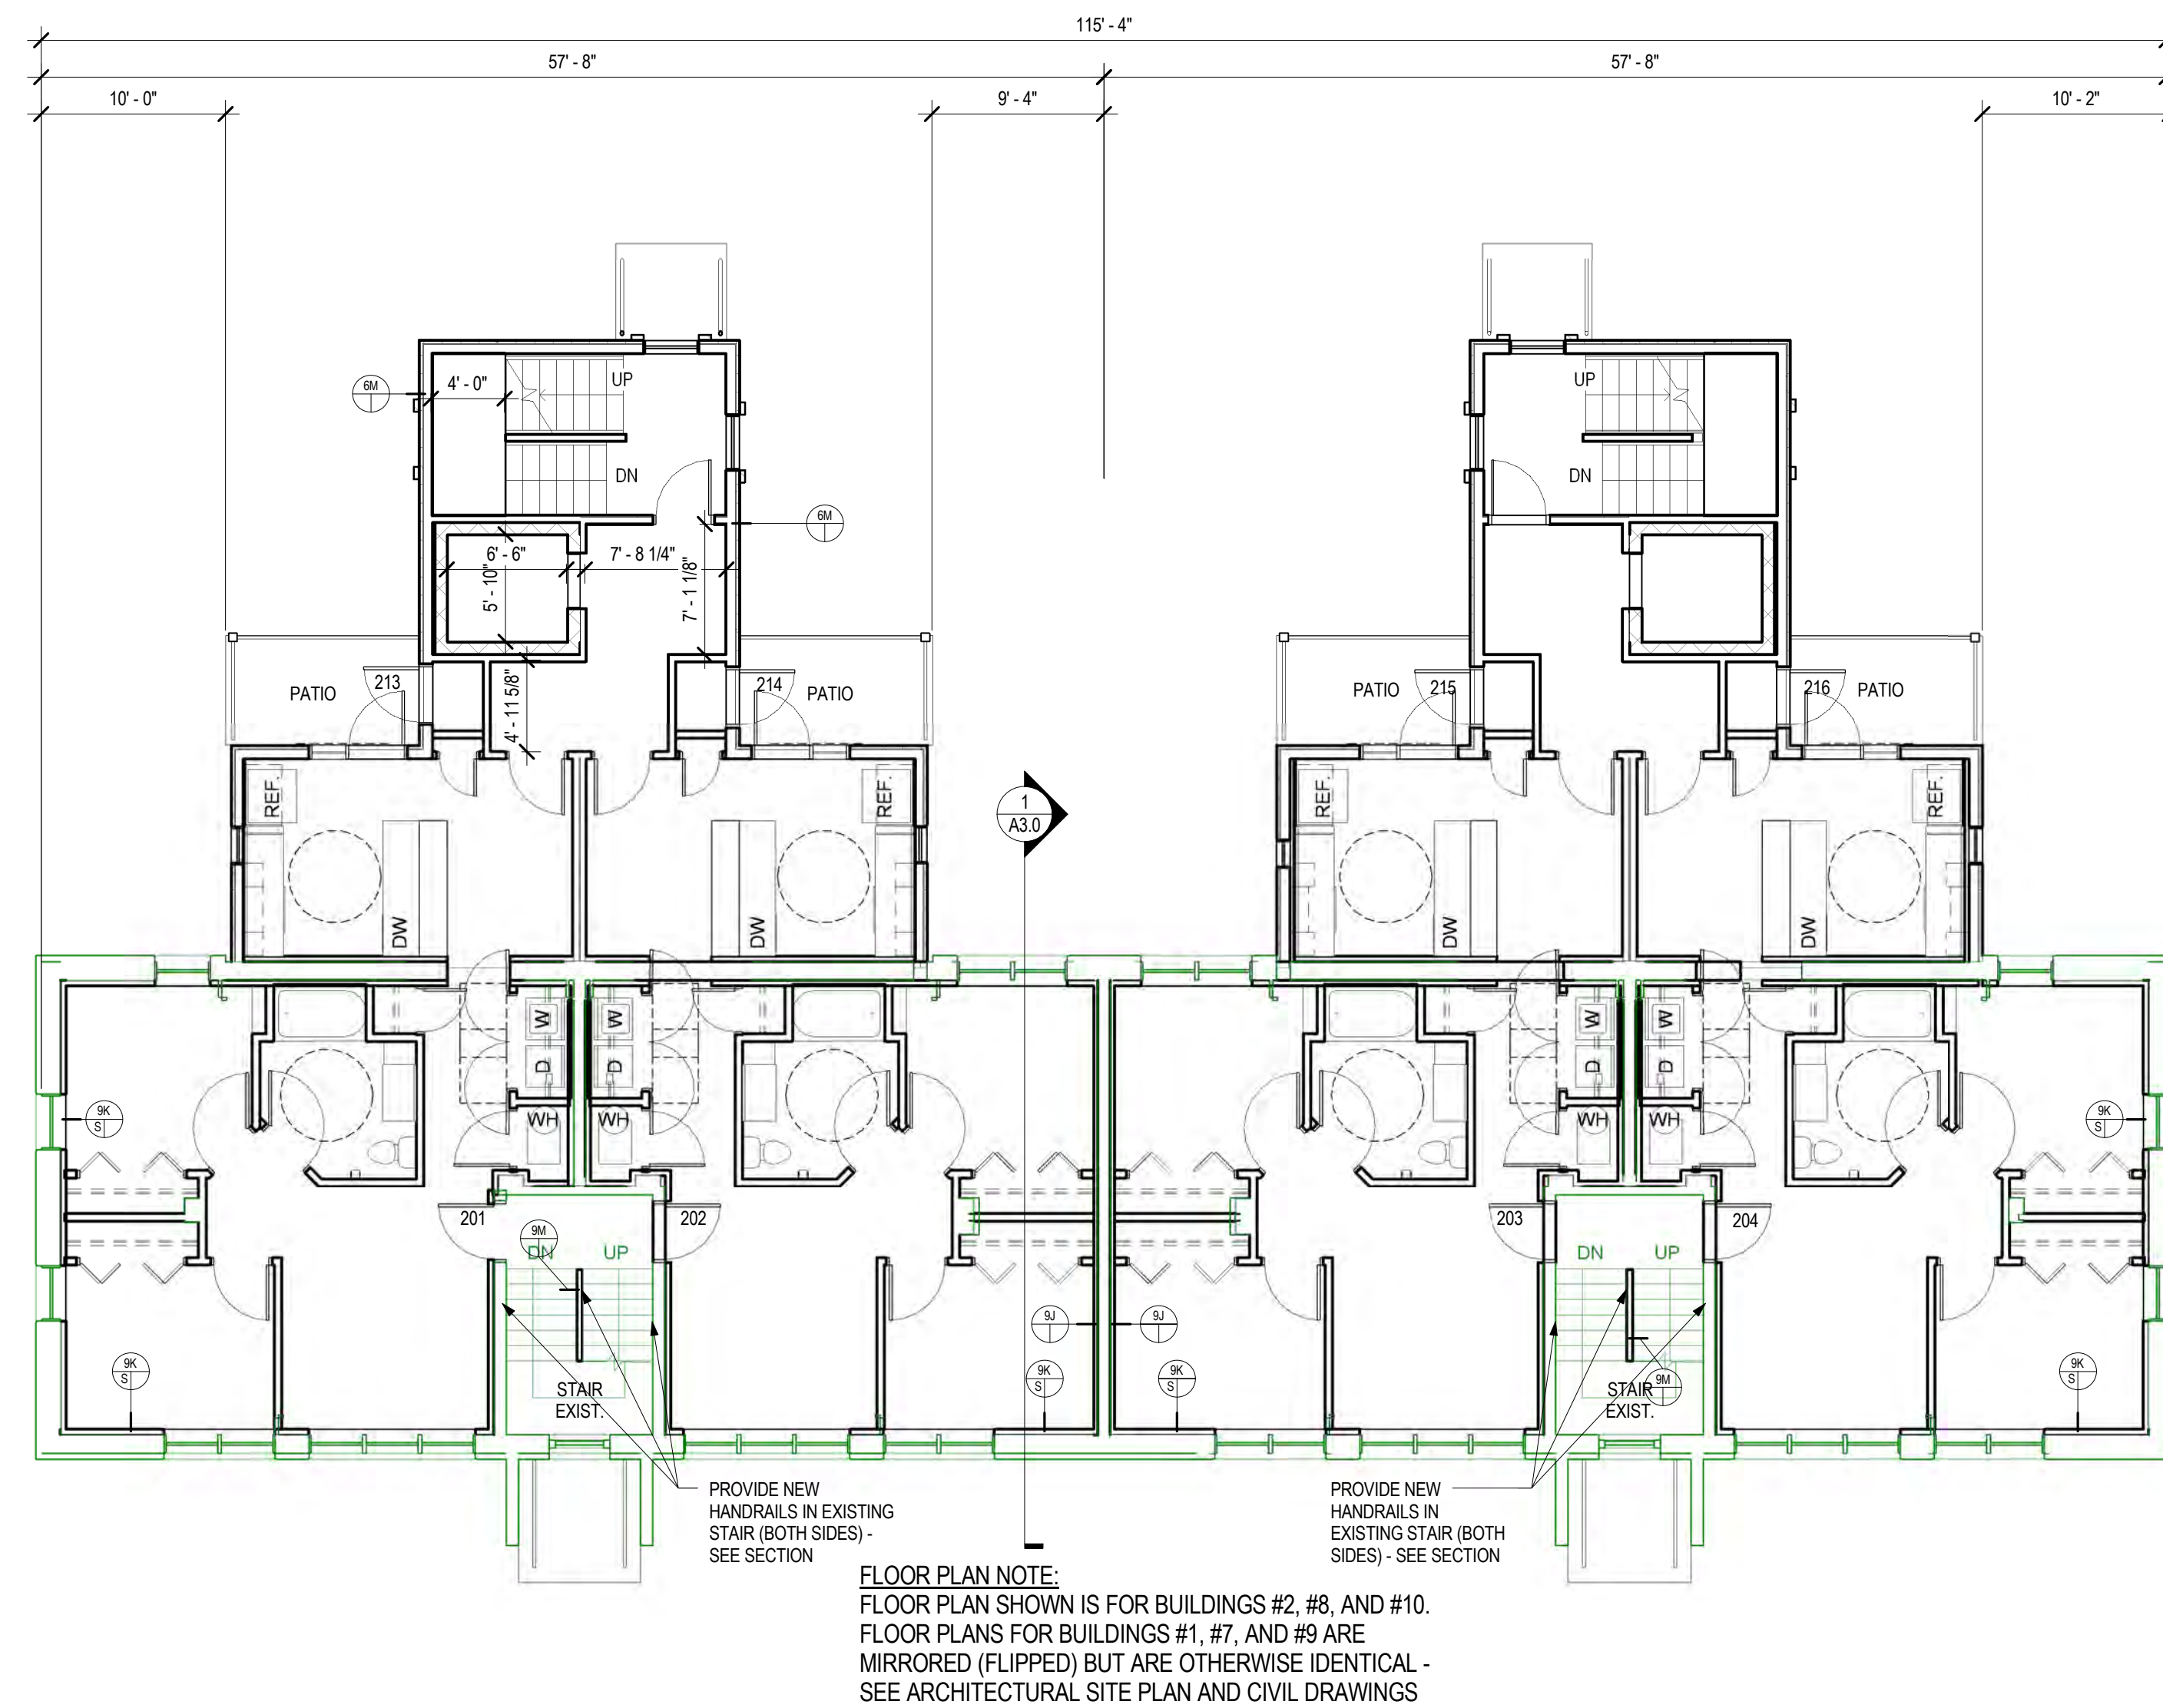 115' - 4"
57' - 8"
57' - 8"
10' - 0"
9' - 4"
10' - 2"
6M
4' - 0"
UP
DN
6M
6' - 6"
7' - 8 1/4"
5' - 10"
7' - 1 1/8"
4' - 11 5/8"
UP
DN
PATIO
213
214
PATIO
PATIO
215
216
PATIO
REF.
REF.
REF.
REF.
1
A3.0
DW
DW
DW
DW
W
W
D
D
WH
WH
W
W
D
D
WH
WH
9K
S
9K
S
201
202
203
204
9M
DN
UP
DN
UP
9J
9J
9K
S
9K
S
9K
S
9K
S
STAIR
EXIST.
9M
STAIR
EXIST.
PROVIDE NEW
HANDRAILS IN EXISTING
STAIR (BOTH SIDES) -
SEE SECTION
PROVIDE NEW
HANDRAILS IN
EXISTING STAIR (BOTH
SIDES) - SEE SECTION
FLOOR PLAN NOTE:
FLOOR PLAN SHOWN IS FOR BUILDINGS #2, #8, AND #10.
FLOOR PLANS FOR BUILDINGS #1, #7, AND #9 ARE
MIRRORED (FLIPPED) BUT ARE OTHERWISE IDENTICAL -
SEE ARCHITECTURAL SITE PLAN AND CIVIL DRAWINGS